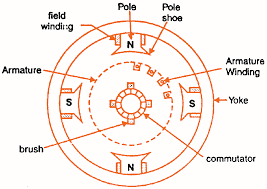 Pole
field
winding
Pole
shoe
N
Armature
Armature
Winding
S
S
Yoke
brush
N
commutator